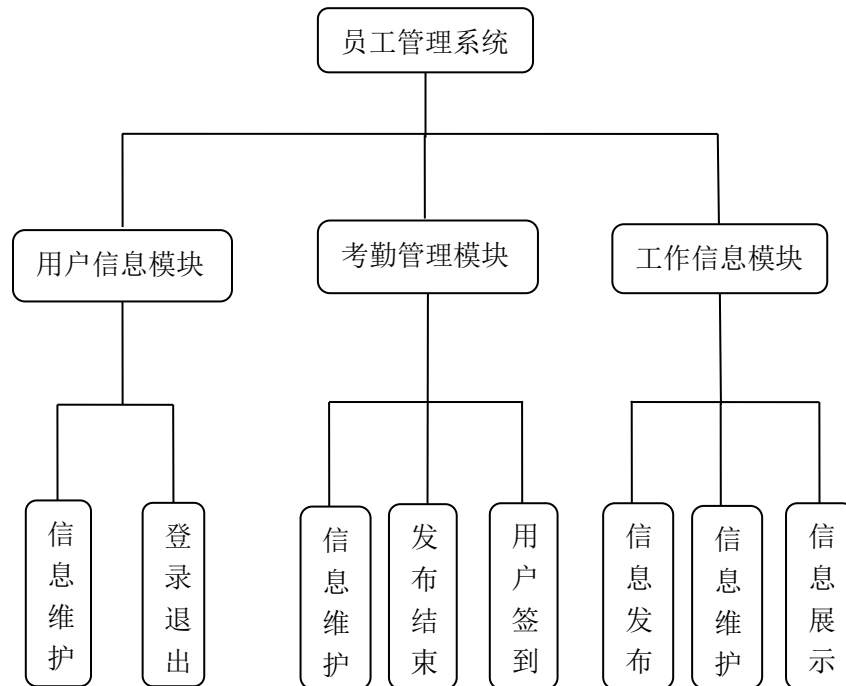 员工管理系统
用户信息模块
考勤管理模块
工作信息模块
信息维护
登录退出
信息维护
发布结束
用户签到
信息发布
信息维护
信息展示